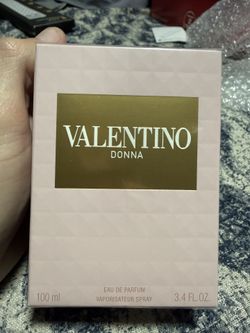 VALENTINO
DONNA
EAU DE PARFUM
VAPORISATEUR SPRAY
100 ml
3.4 FL.OZ.